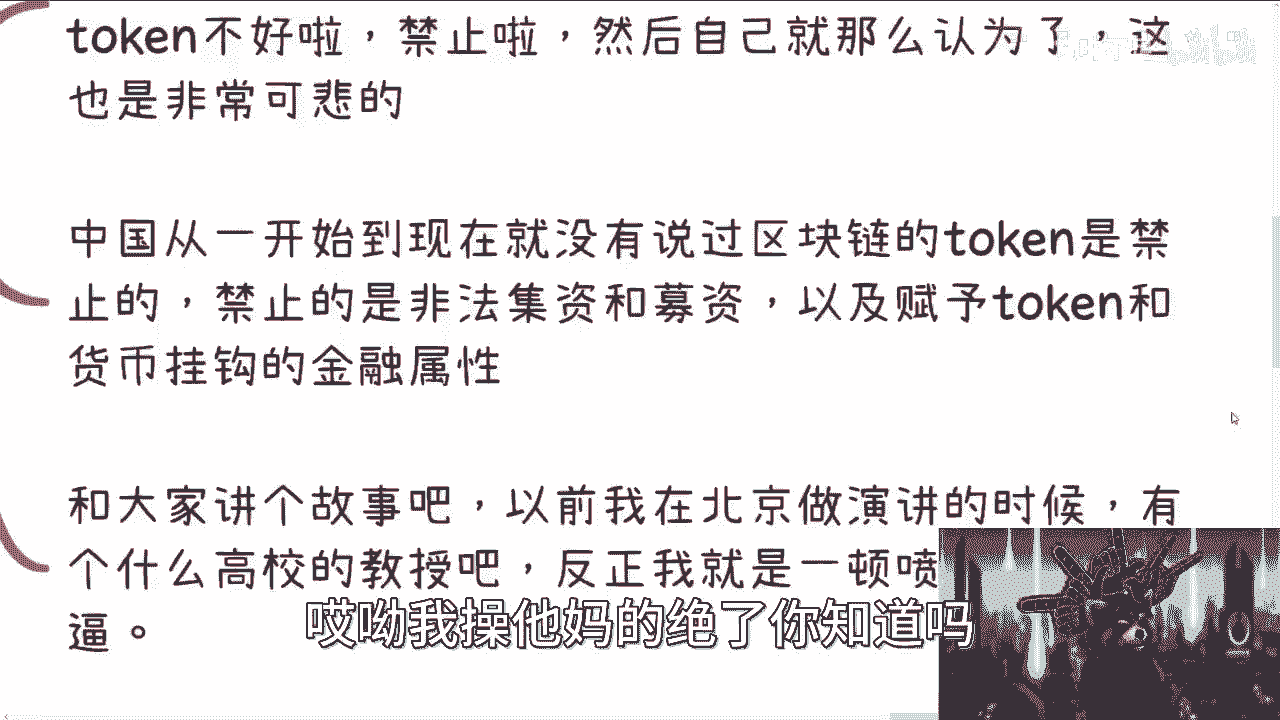 token不好啦，禁止啦，然后自己就那么认为了，这
也是非常可悲的
中国从一开始到现在就没有说过区块链的token是禁
止的，禁止的是非法集资和募资，以及赋予token和
货币挂钩的金融属性
和大家讲个故事吧，以前我在北京做演讲的时候，有
个什么高校的教授吧，反正我就是一顿喷
逼。
哎呦我操他妈的绝了你知道吗